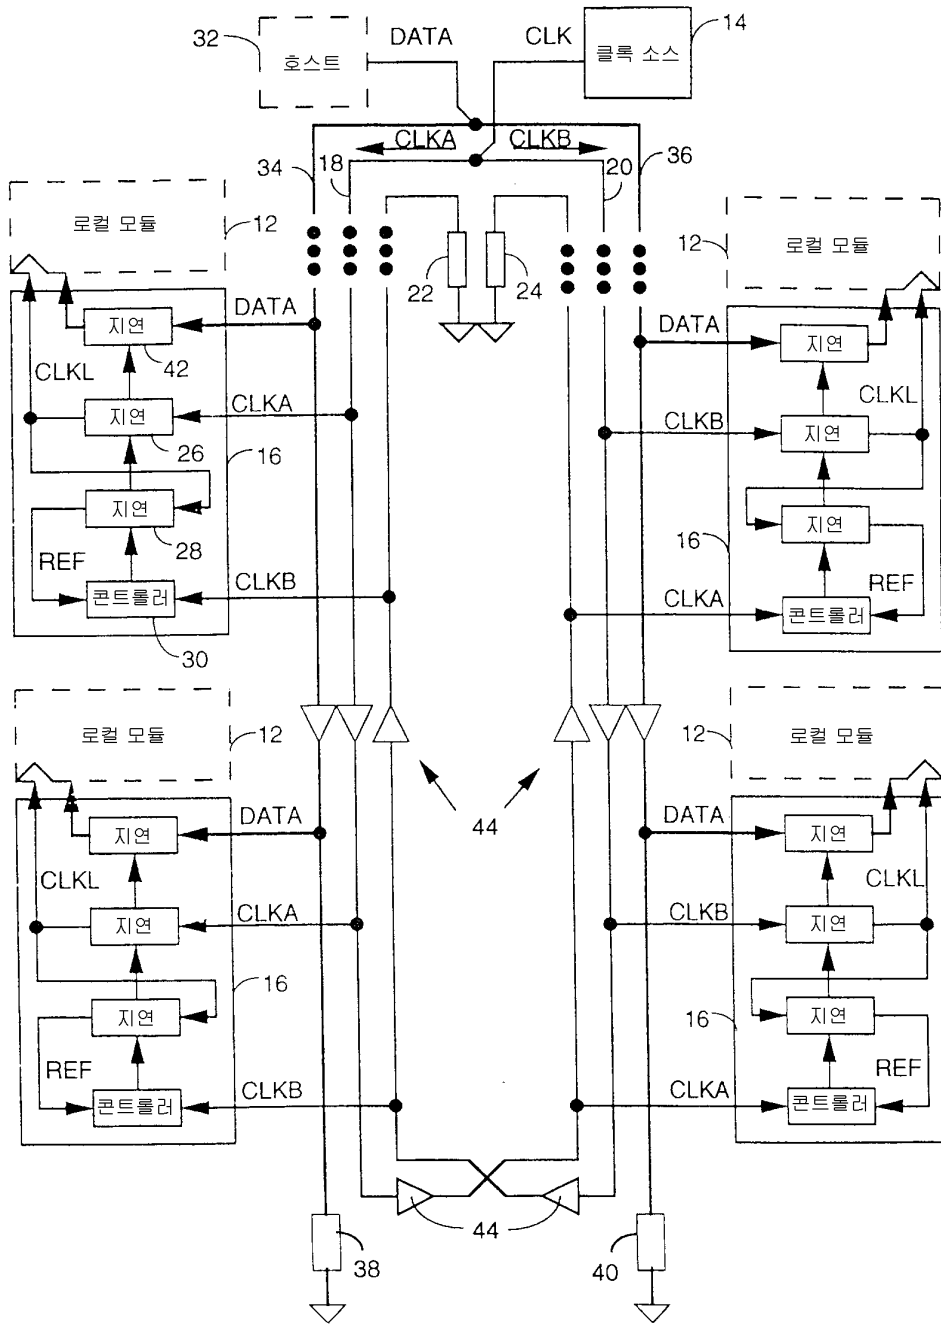 32
호스트
DATA
CLK
클록 소스
14
CLKA
CLKB
34
18
20
36
로컬 모듈
12
12
로컬 모듈
22
24
DATA
지연
42
CLKL
CLKA
지연
26
16
지연
28
REF
CLKB
콘트롤러
30
DATA
지연
CLKL
CLKB
지연
지연
16
REF
CLKA
콘트롤러
로컬 모듈
12
12
로컬 모듈
44
DATA
지연
CLKL
CLKA
지연
16
지연
REF
CLKB
콘트롤러
DATA
지연
CLKL
CLKB
지연
지연
16
REF
CLKA
콘트롤러
44
38
40